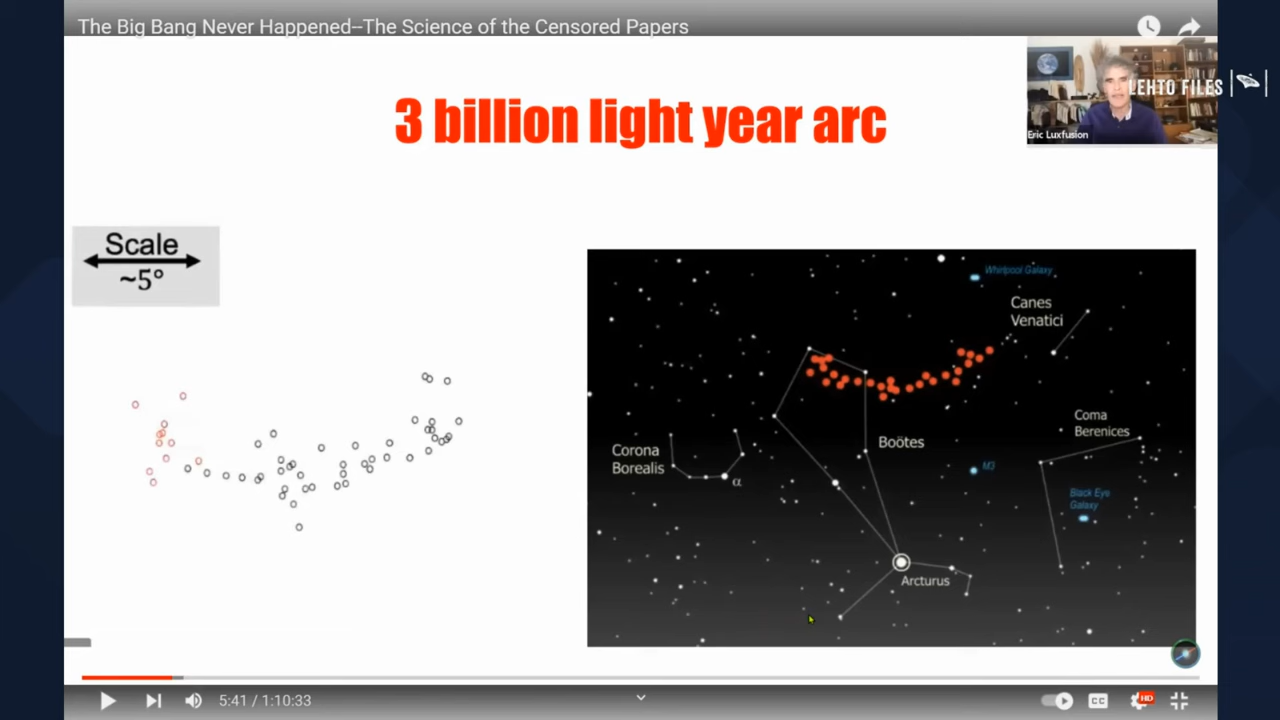 The Big Bang Never Happened--The Science of the Censored Papers
LEHTO FILES
Eric Luxfusion
3 billion light year arc
Scale
~5°
Whirlpool Galaxy
Canes
Venatici
Coma
Berenices
Boötes
Corona
Borealis
α
M3
Black Eye
Galaxy
Arcturus
5:41 / 1:10:33
CC
HD